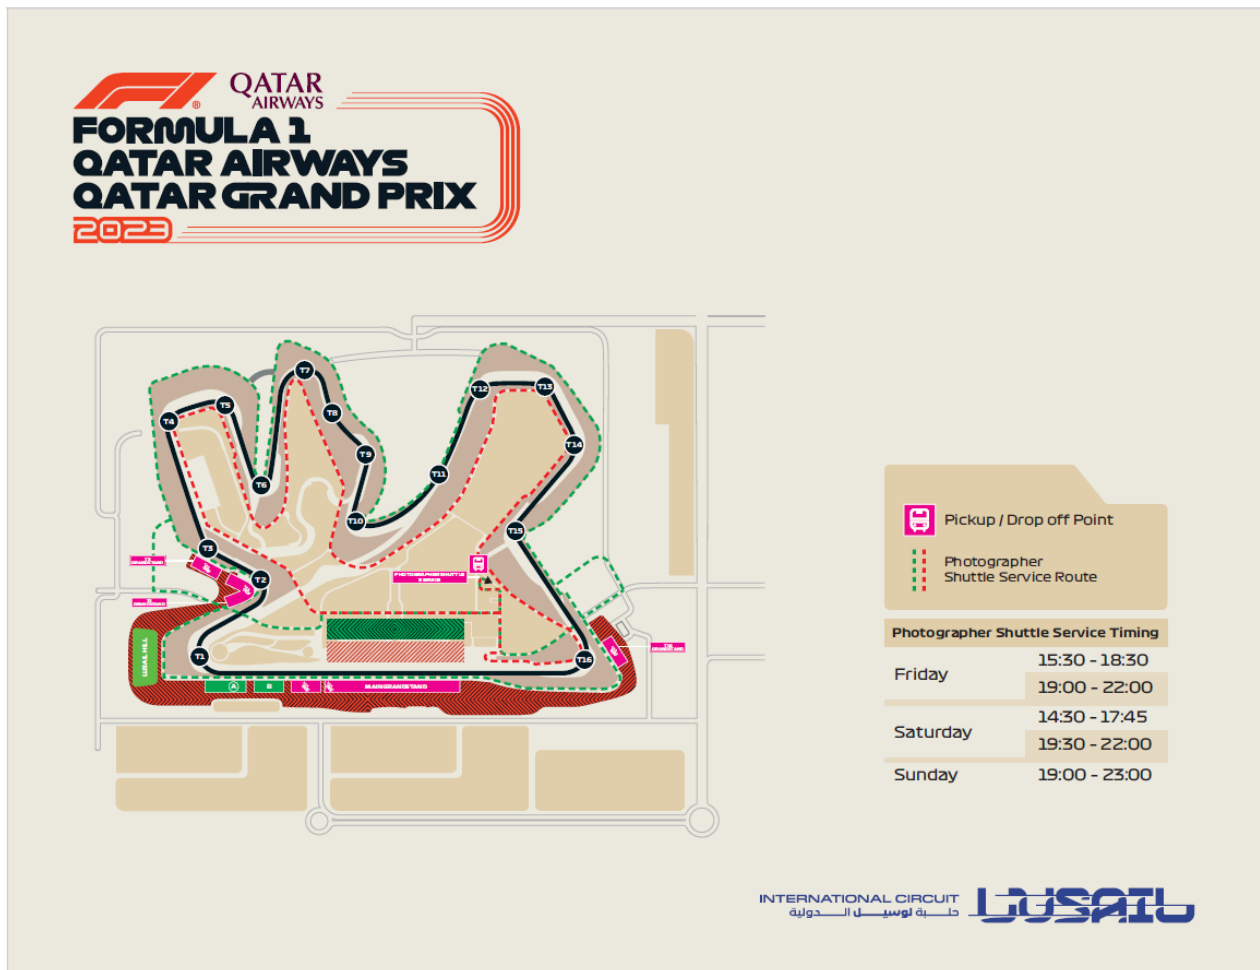 QATAR
AIRWAYS
FORMULA 1
QATAR AIRWAYS
QATAR GRAND PRIX
2023
T7
T13
T12
T5
T8
T4
T14
T9
T11
T6
T10
T15
T3
PHOTOGRAPHER SHUTTLE
SERVICE
T2
LUSAIL HILL
T1
T16
A
B
MAIN GRANDSTAND
Pickup / Drop off Point
Photographer
Shuttle Service Route
Photographer Shuttle Service Timing
Friday
15:30 - 18:30
19:00 - 22:00
Saturday
14:30 - 17:45
19:30 - 22:00
Sunday
19:00 - 23:00
INTERNATIONAL CIRCUIT
حلبة لوسيل الدولية
LUSAIL